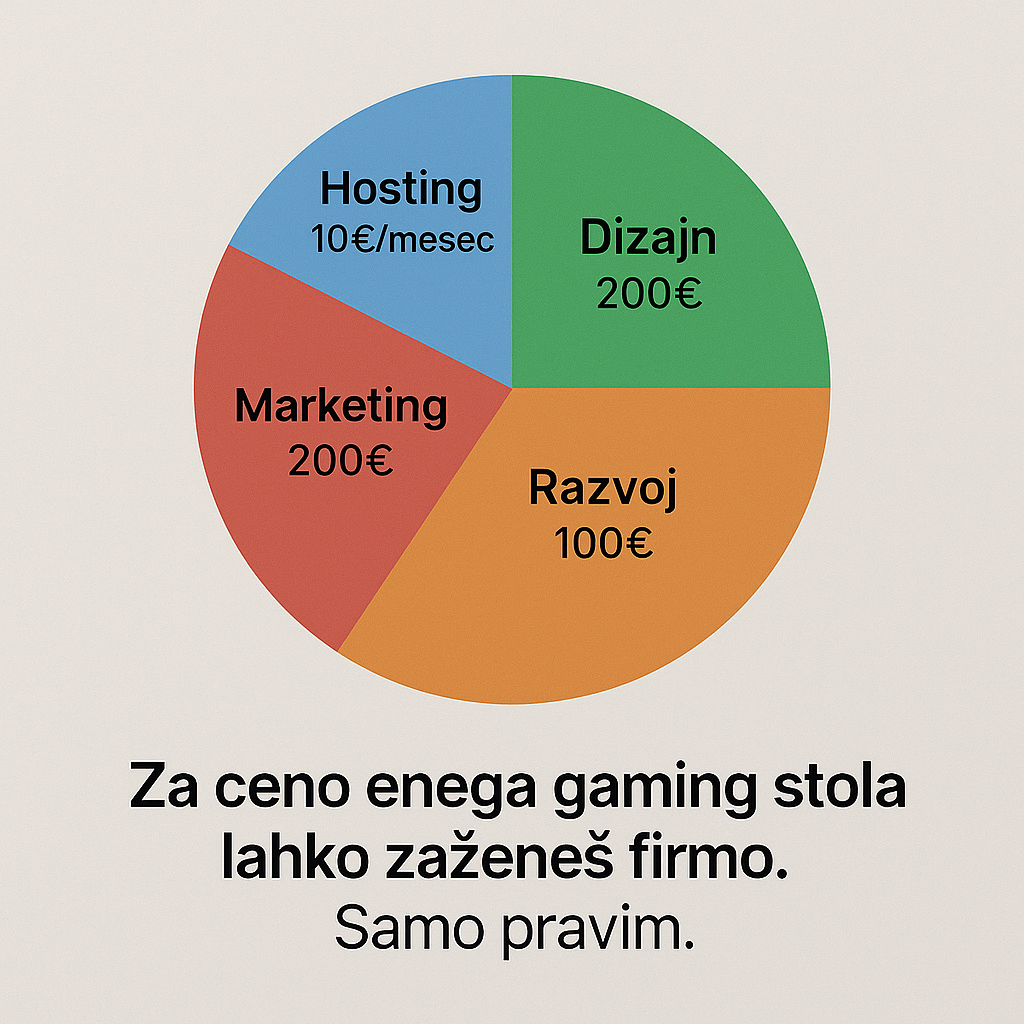 Hosting
10€/mesec
Dizajn
200€
Marketing
200€
Razvoj
100€
Za ceno enega gaming stola
lahko zaženeš firmo.
Samo pravim.